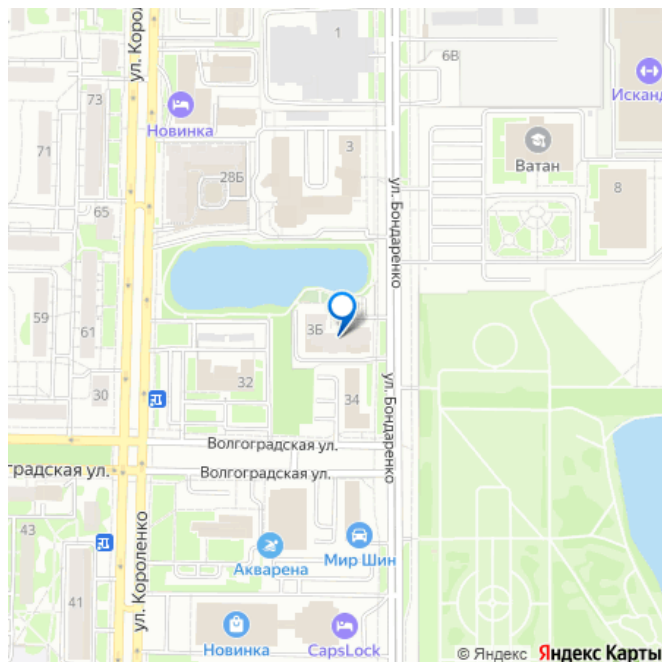 ул. Корол
1
6В
Исканд
73
Новинка
3
Ватан
71
28Б
ул. Бондаренко
8
65
59
61
3Б
32
30
34
ул. Бондаренко
Волгоградская ул.
градская ул.
Волгоградская ул.
ул. Короленко
43
Акварена
Мир Шин
41
Новинка
CapsLock
© Яндекс Яндекс Карты